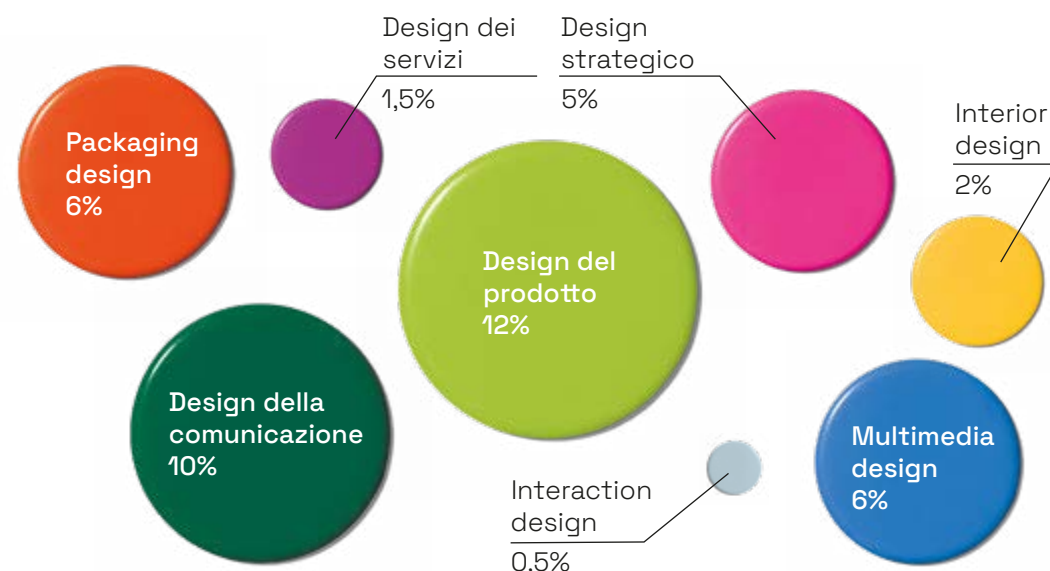 Design dei
servizi
1,5%
Design
strategico
5%
Interior
design
2%
Packaging
design
6%
Design del
prodotto
12%
Design della
comunicazione
10%
Multimedia
design
6%
Interaction
design
0,5%